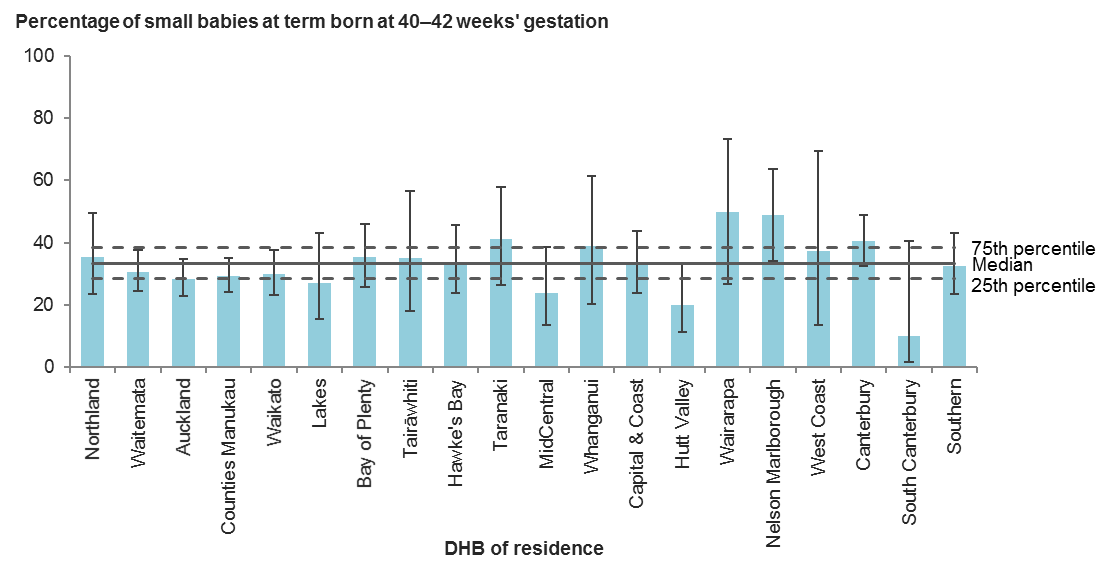 Percentage of small babies at term born at 40–42 weeks' gestation
100
80
60
40
20
0
75th percentile
Median
25th percentile
Northland
Waitemata
Auckland
Counties Manukau
Waikato
Lakes
Bay of Plenty
Tairāwhiti
Hawke's Bay
Taranaki
MidCentral
Whanganui
Capital & Coast
Hutt Valley
Wairarapa
Nelson Marlborough
West Coast
Canterbury
South Canterbury
Southern
DHB of residence